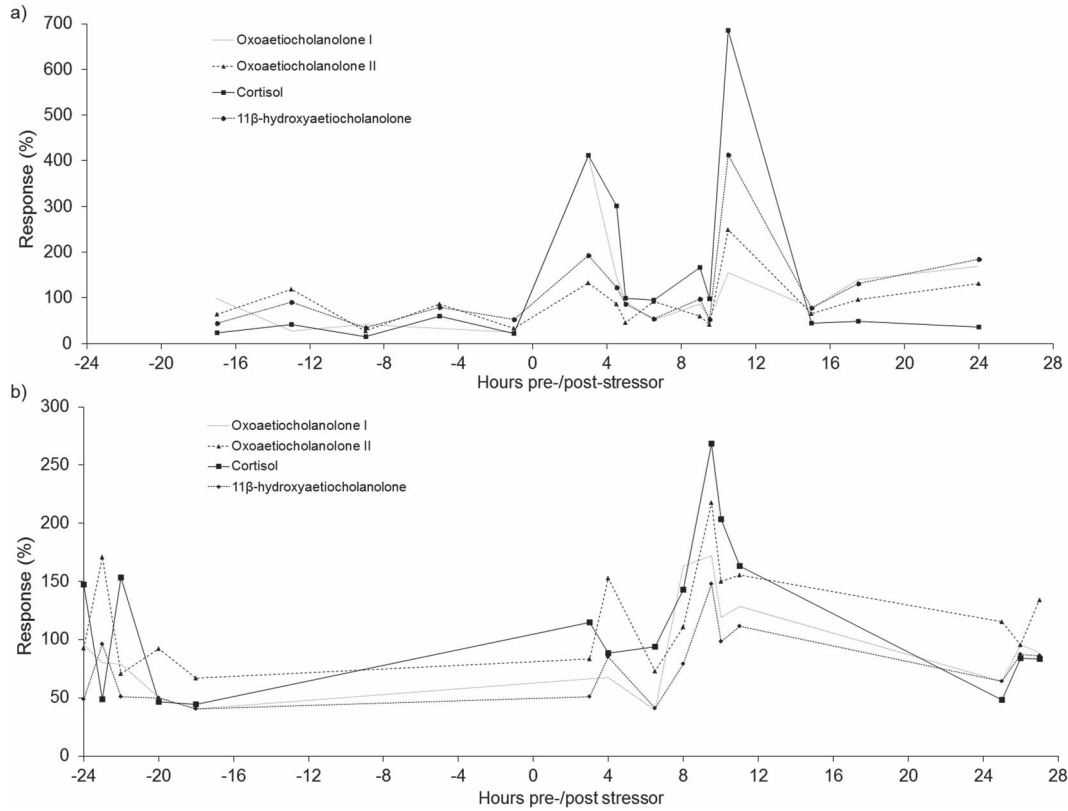 a)
700
600
500
400
300
200
100
0
Response (%)
Oxoaetiocholanolone I
Oxoaetiocholanolone II
Cortisol
11β-hydroxyaetiocholanolone
-24 -20 -16 -12 -8 -4 0 4 8 12 16 20 24 28
Hours pre-/post-stressor
b)
300
250
200
150
100
50
0
Response (%)
Oxoaetiocholanolone I
Oxoaetiocholanolone II
Cortisol
11β-hydroxyaetiocholanolone
-24 -20 -16 -12 -8 -4 0 4 8 12 16 20 24 28
Hours pre-/post stressor